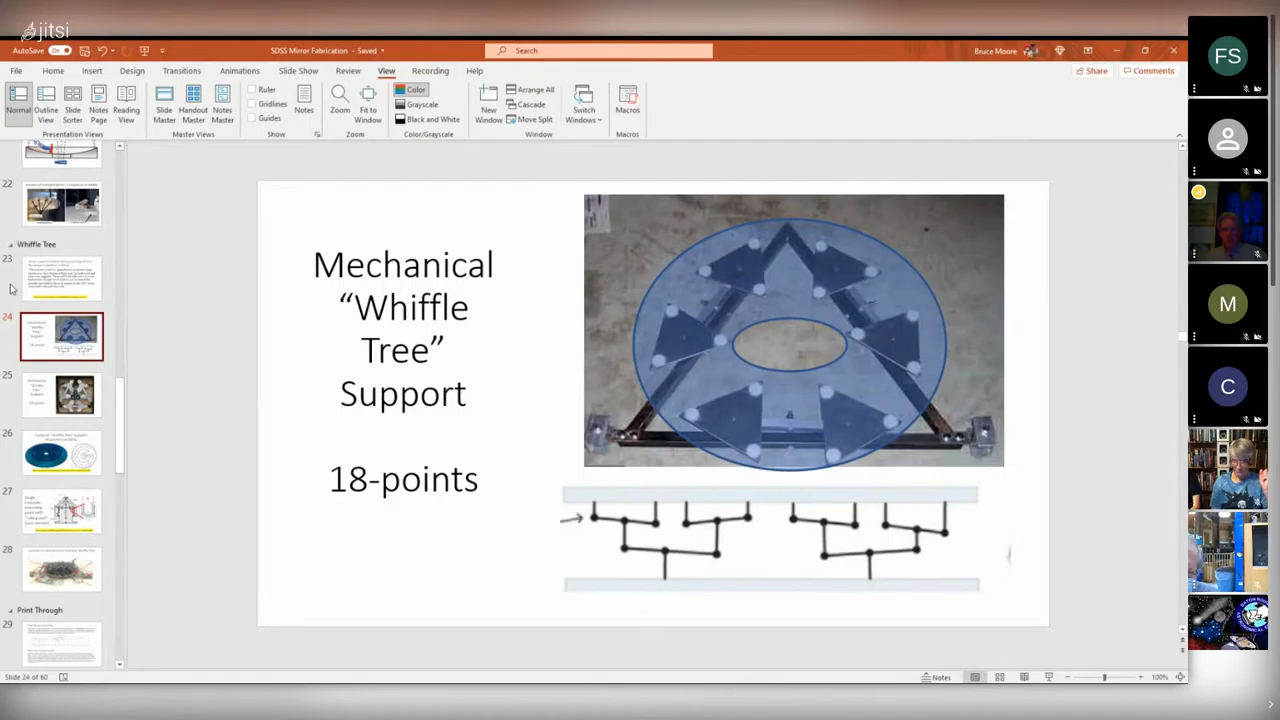 jitsi
AutoSave On
SDSS Mirror Fabrication - Saved
Search
Bruce Moore
File Home Insert Design Transitions Animations Slide Show Review View Recording Help
Share Comments
Normal
Outline View
Slide Sorter
Notes Page
Reading View
Presentation Views
Slide Master
Handout Master
Notes Master
Master Views
Ruler
Gridlines
Guides
Notes
Show
Zoom
Fit to Window
Zoom
Color
Grayscale
Black and White
Color/Grayscale
New Window
Arrange All
Cascade
Move Split
Switch Windows
Window
Macros
Macros
22
Whiffle Tree
23
24
25
26
27
28
Print Through
29
Mechanical
“Whiffle
Tree”
Support
18-points
FS
M
C
Slide 24 of 60
Notes
100%